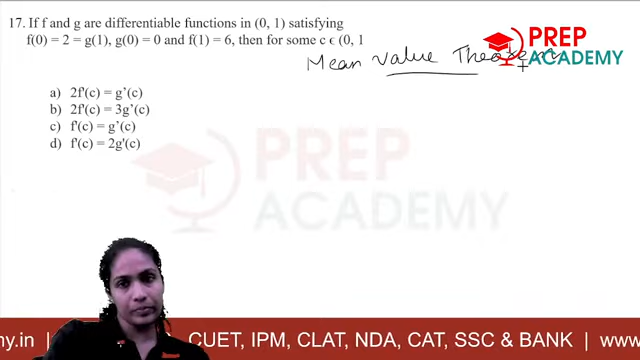 17. If f and g are differentiable functions in (0, 1) satisfying
f(0) = 2 = g(1), g(0) = 0 and f(1) = 6, then for some c ϵ (0, 1
Mean Value Theorem
PREP
ACADEMY
a) 2f'(c) = g'(c)
b) 2f'(c) = 3g'(c)
c) f'(c) = g'(c)
d) f'(c) = 2g'(c)
PREP
ACADEMY
my.in | CUET, IPM, CLAT, NDA, CAT, SSC & BANK | www.